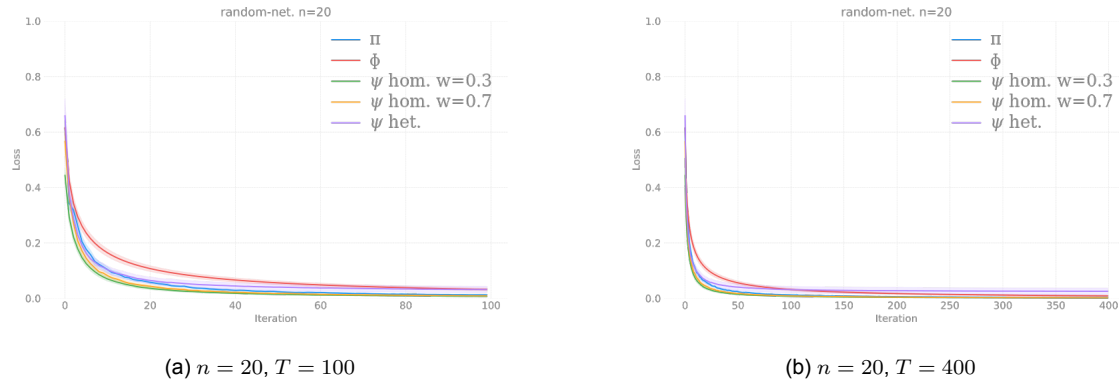 random-net. n=20
1.0
0.8
0.6
0.4
0.2
0.0
Loss
π
ϕ
ψ hom. w=0.3
ψ hom. w=0.7
ψ het.
0
20
40
60
80
100
Iteration
(a) n = 20, T = 100
random-net. n=20
1.0
0.8
0.6
0.4
0.2
0.0
Loss
π
ϕ
ψ hom. w=0.3
ψ hom. w=0.7
ψ het.
0
50
100
150
200
250
300
350
400
Iteration
(b) n = 20, T = 400